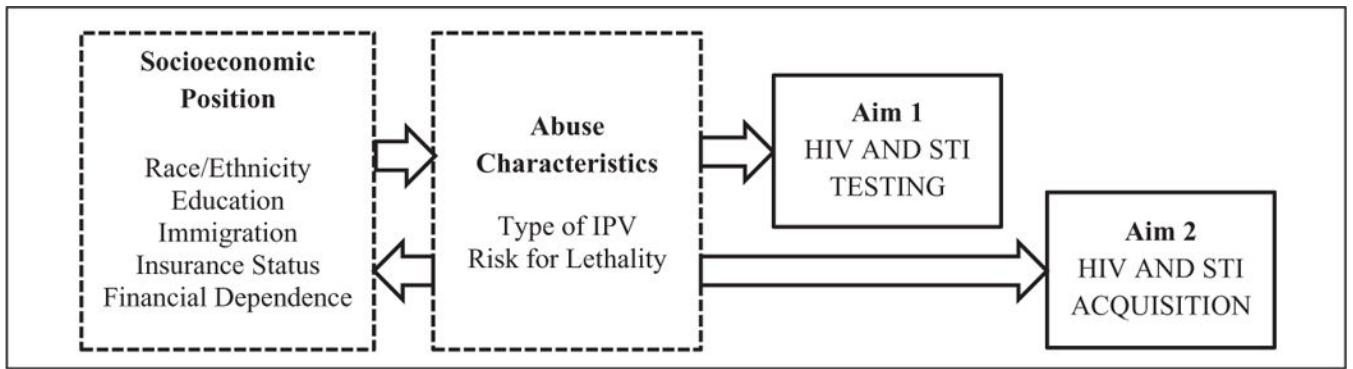 Socioeconomic
Position
Race/Ethnicity
Education
Immigration
Insurance Status
Financial Dependence
Abuse
Characteristics
Type of IPV
Risk for Lethality
Aim 1
HIV AND STI
TESTING
Aim 2
HIV AND STI
ACQUISITION